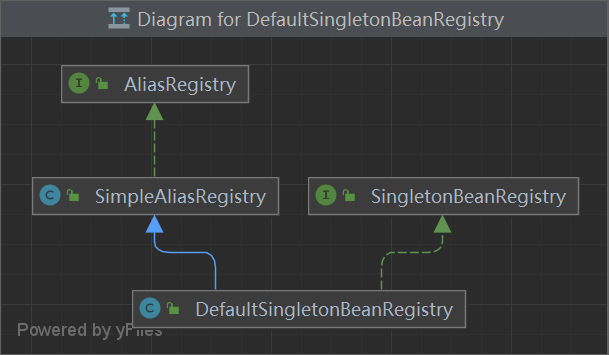 Diagram for DefaultSingletonBeanRegistry
I AliasRegistry
C SimpleAliasRegistry
I SingletonBeanRegistry
C DefaultSingletonBeanRegistry
Powered by yFiles